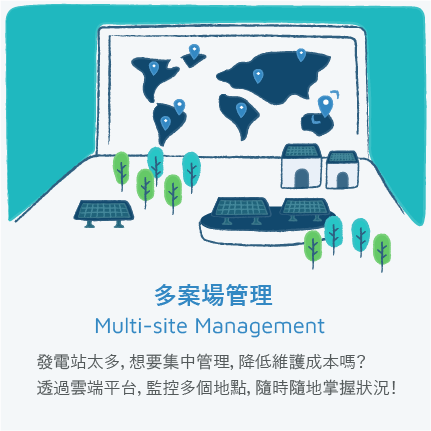 多案場管理
Multi-site Management
發電站太多, 想要集中管理, 降低維護成本嗎?
透過雲端平台, 監控多個地點, 隨時隨地掌握狀況!